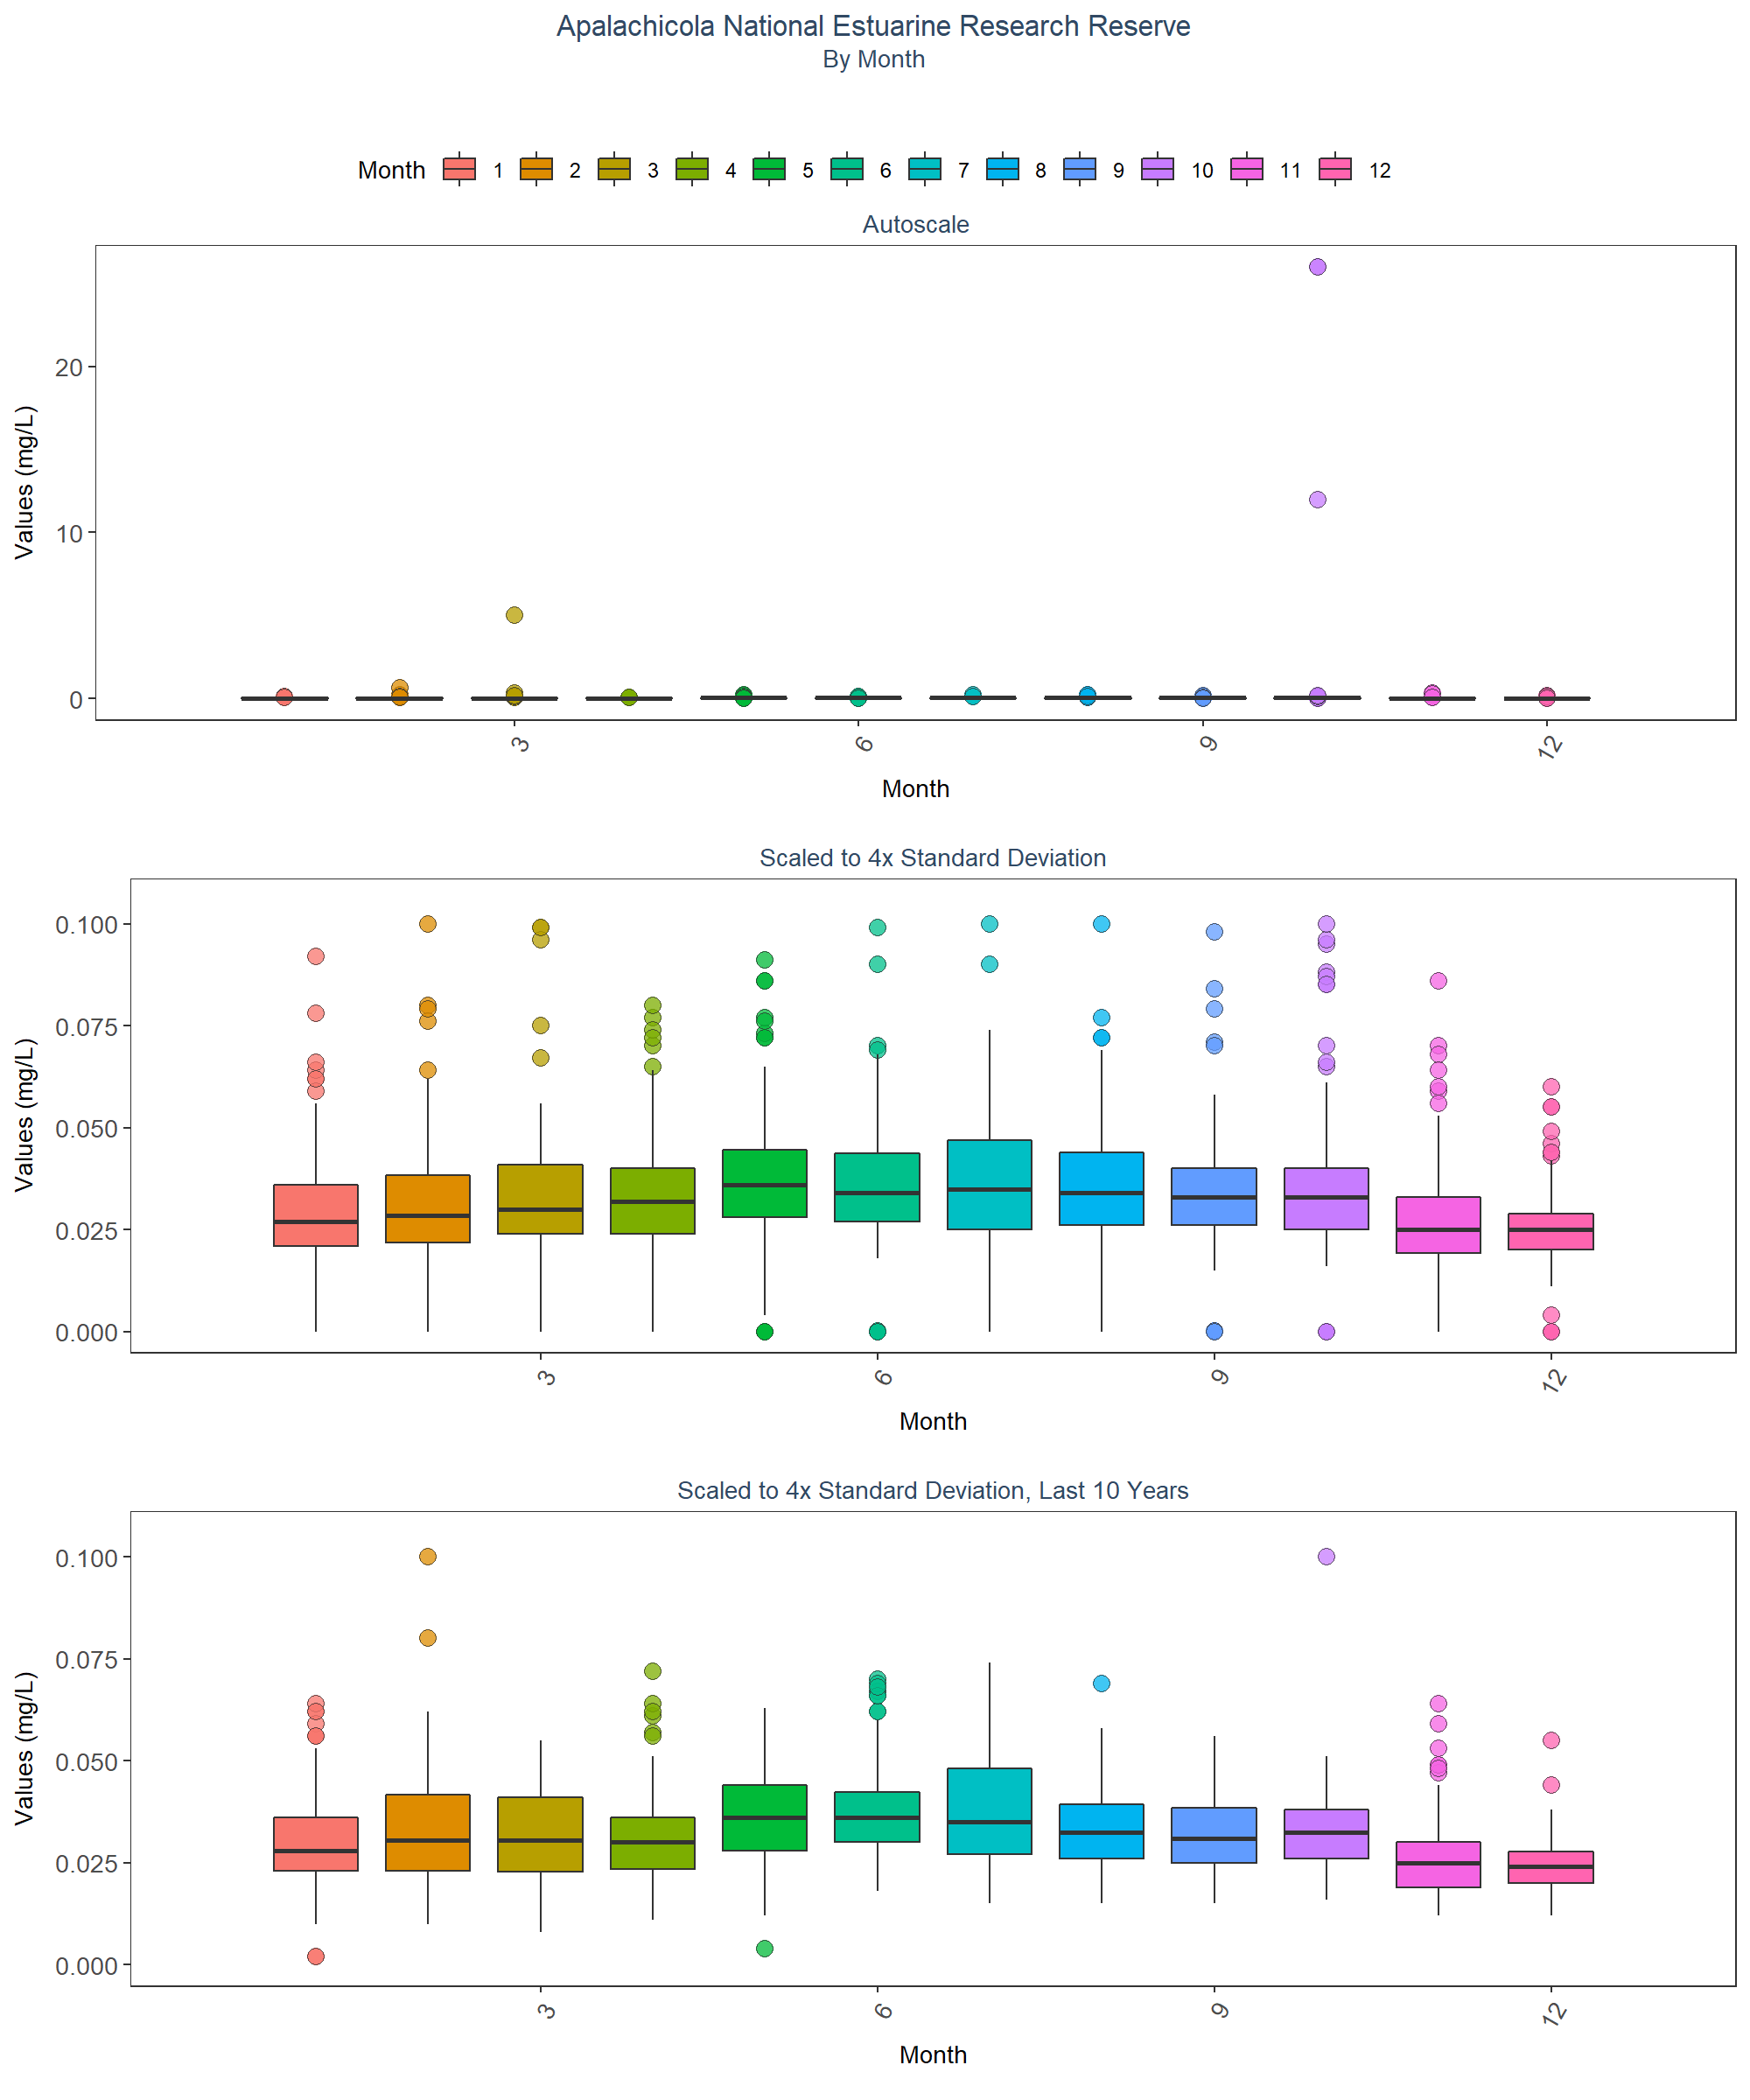 Apalachicola National Estuarine Research Reserve
By Month
Month 1 2 3 4 5 6 7 8 9 10 11 12
Autoscale
Values (mg/L)
20
10
0
3 6 9 12
Month
Scaled to 4x Standard Deviation
Values (mg/L)
0.100
0.075
0.050
0.025
0.000
3 6 9 12
Month
Scaled to 4x Standard Deviation, Last 10 Years
Values (mg/L)
0.100
0.075
0.050
0.025
0.000
3 6 9 12
Month